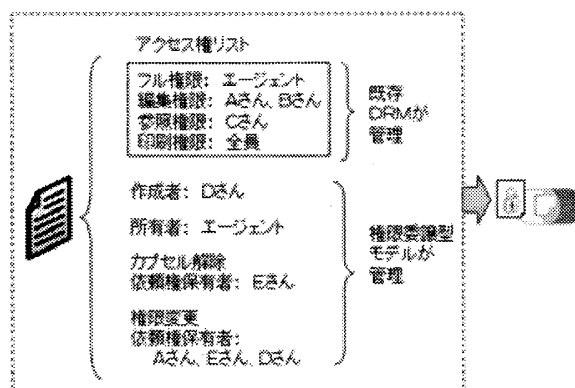 アクセス権リスト
フル権限: エージェント
編集権限: Aさん、Bさん
参照権限: Cさん
印刷権限: 全員
既存
DRMが
管理
作成者: Dさん
所有者: エージェント
カプセル解除
依頼権保有者: Eさん
権限変更
依頼権保有者:
Aさん、Eさん、Dさん
権限委譲型
モデルが
管理